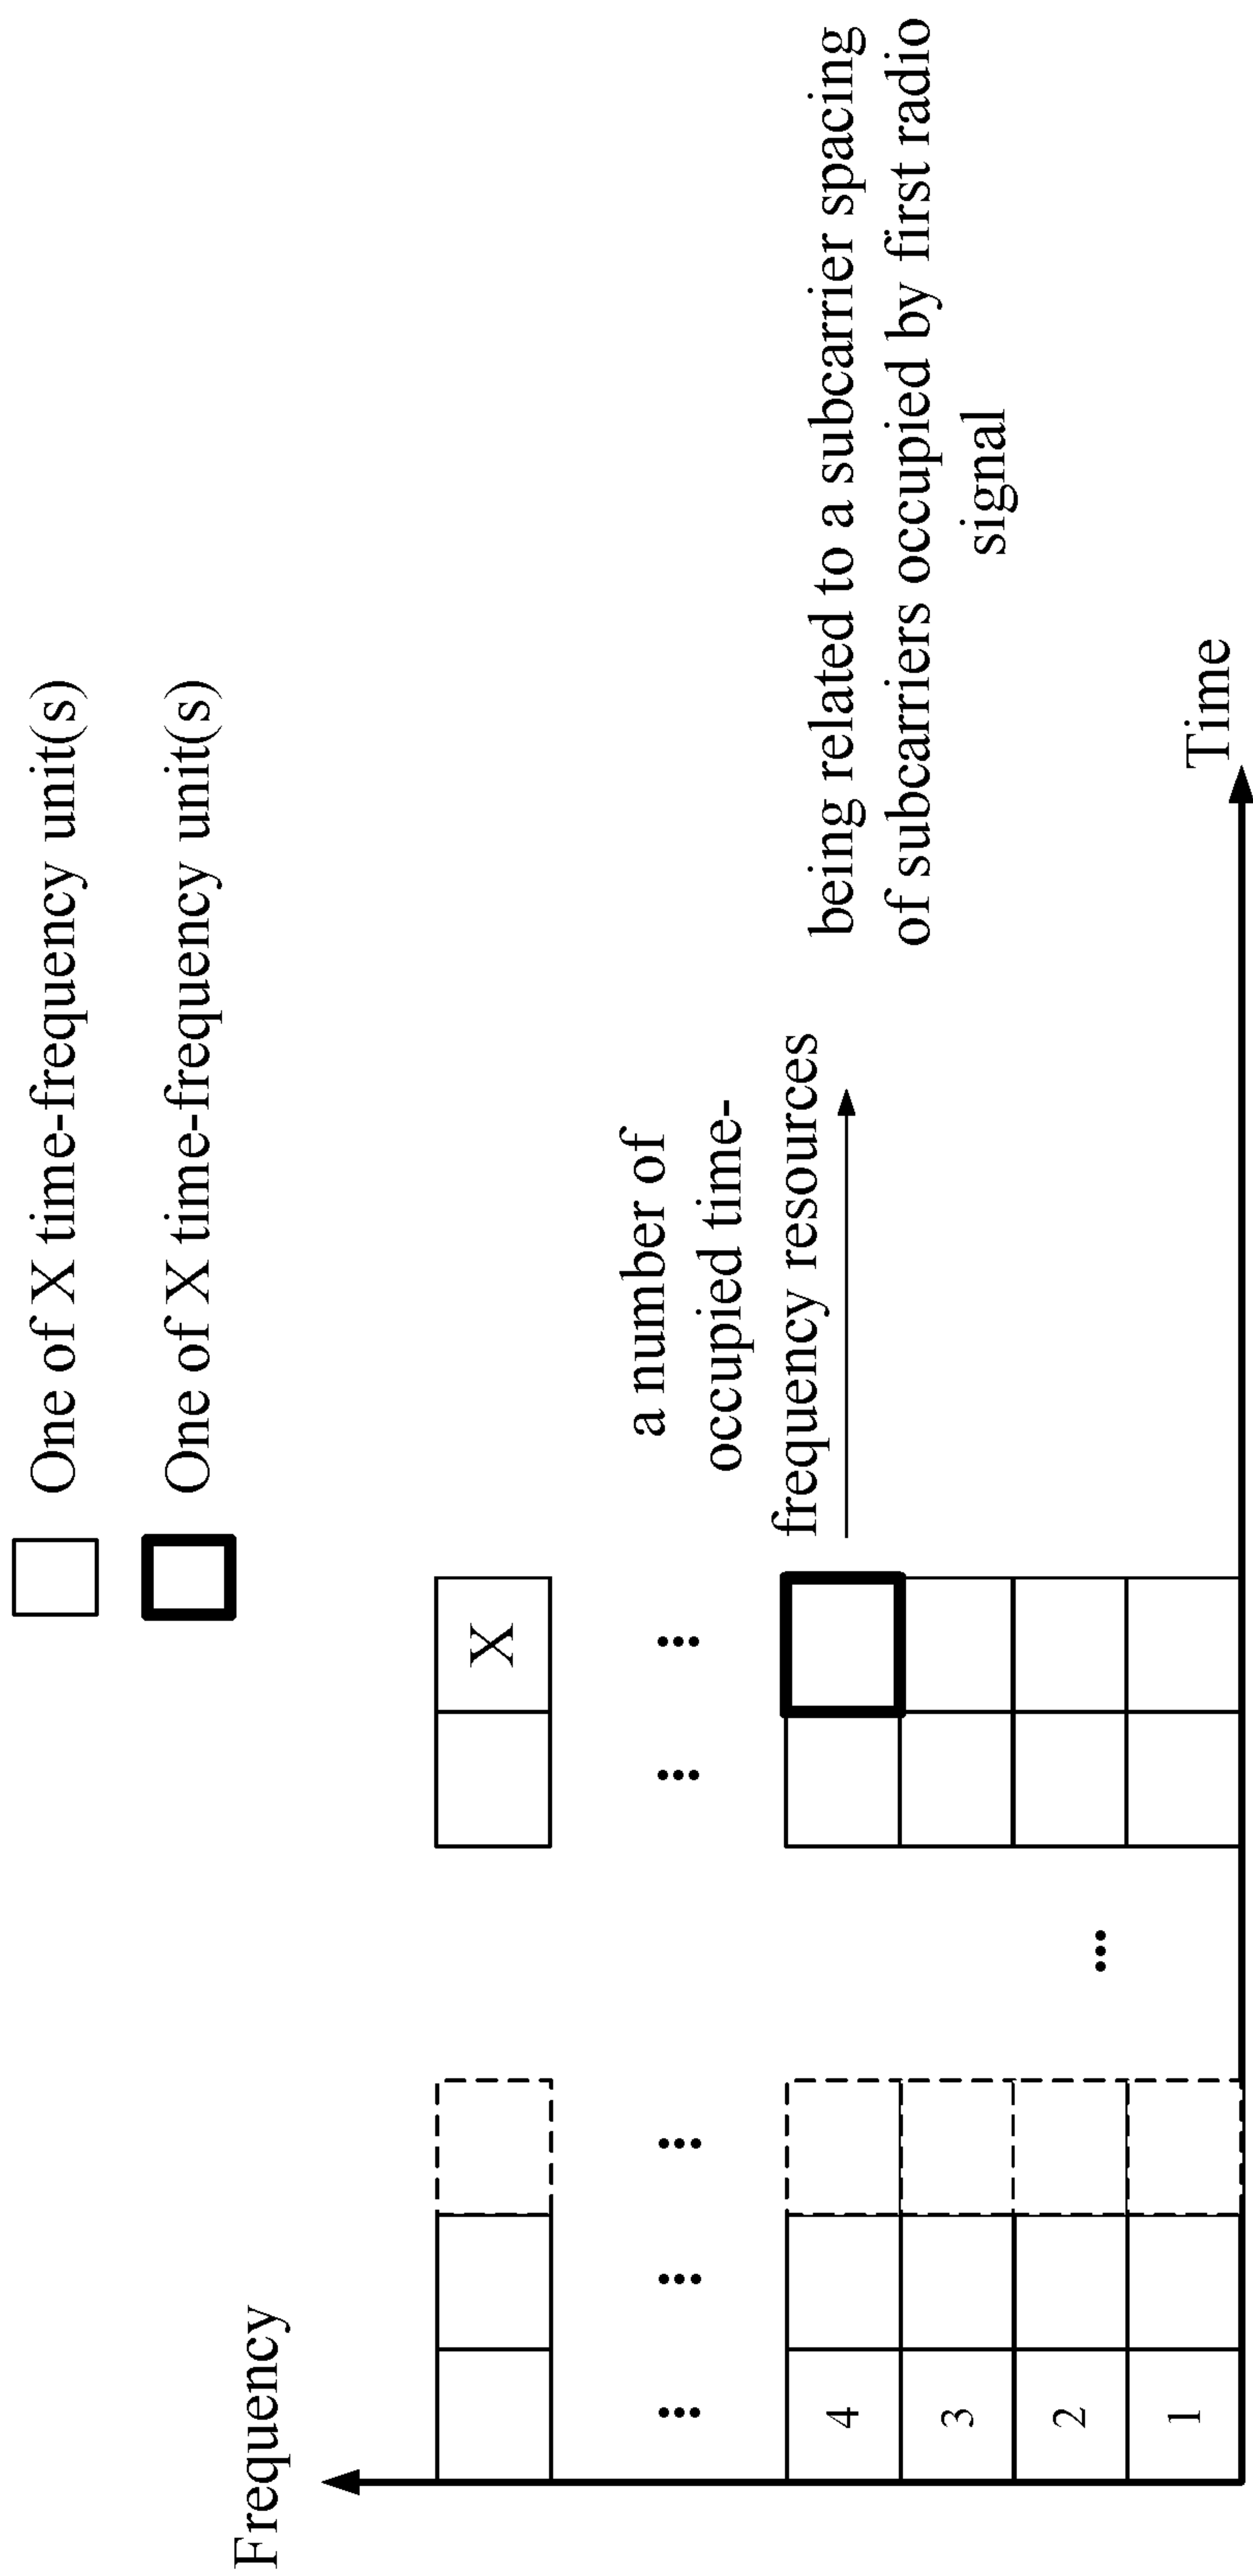 One of X time-frequency unit(s)
One of X time-frequency unit(s)
Frequency
X
a number of
occupied time-
frequency resources
being related to a subcarrier spacing
of subcarriers occupied by first radio
signal
4
3
2
1
Time